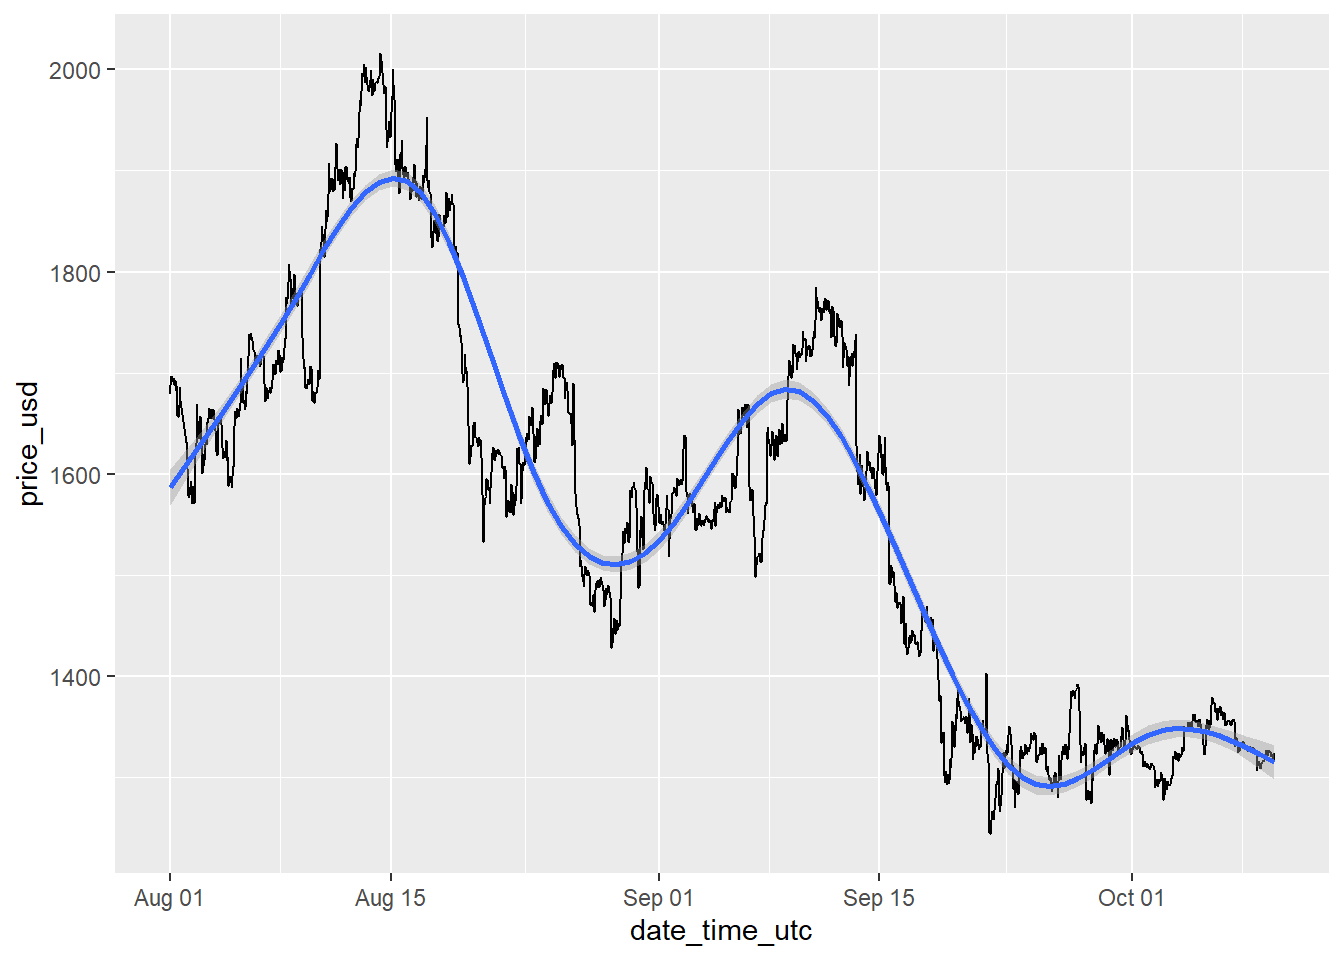 2000
1800
1600
1400
price_usd
Aug 01
Aug 15
Sep 01
Sep 15
Oct 01
date_time_utc